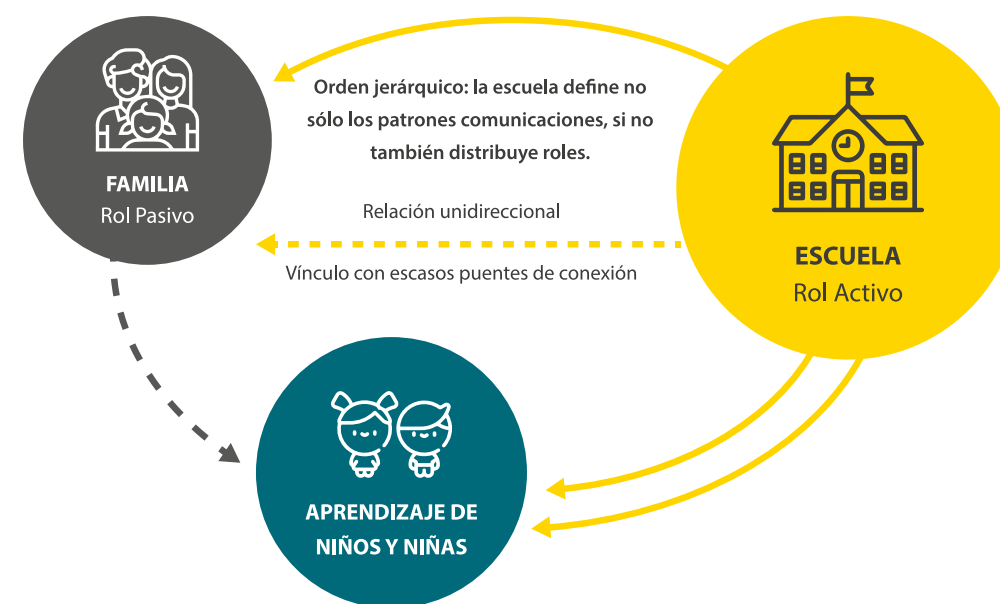 Orden jerárquico: la escuela define no
sólo los patrones comunicaciones, si no
también distribuye roles.
FAMILIA
Rol Pasivo
Relación unidireccional
Vínculo con escasos puentes de conexión
ESCUELA
Rol Activo
APRENDIZAJE DE
NIÑOS Y NIÑAS